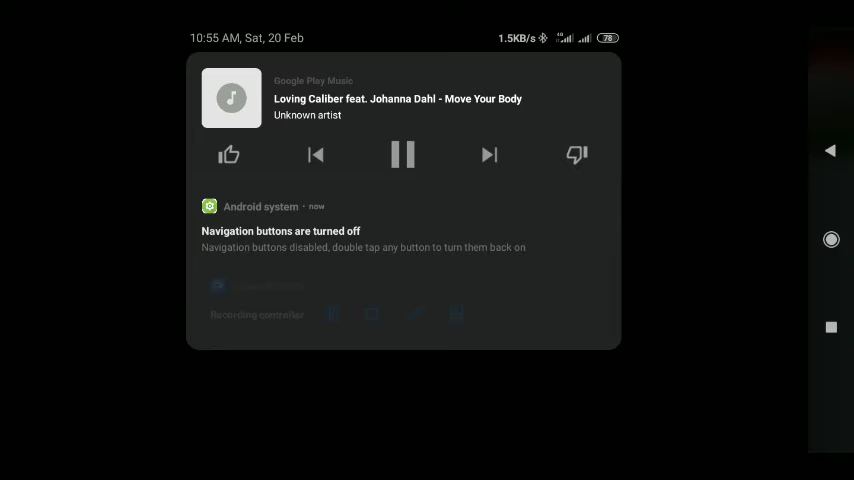 10:55 AM, Sat, 20 Feb
1.5KB/s 4G 78
Google Play Music
Loving Caliber feat. Johanna Dahl - Move Your Body
Unknown artist
Android system · now
Navigation buttons are turned off
Navigation buttons disabled, double tap any button to turn them back on
Recording controller